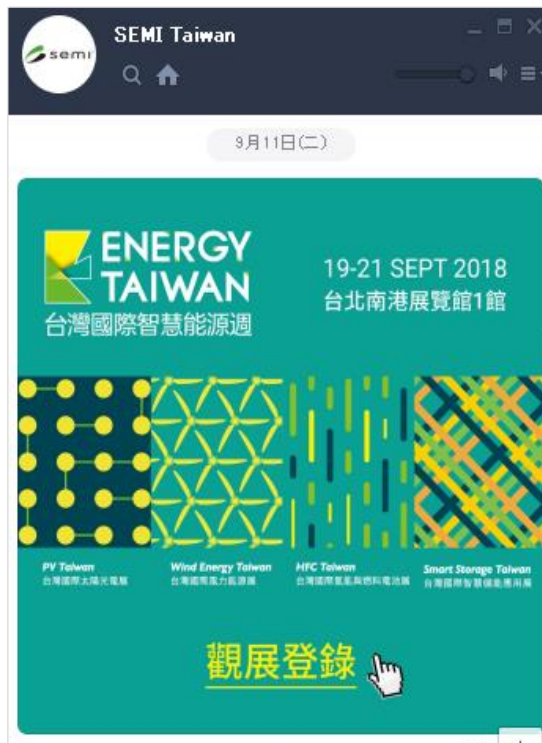 semi
SEMI Taiwan
9月11日(二)
ENERGY
TAIWAN
台灣國際智慧能源週
19-21 SEPT 2018
台北南港展覽館1館
PV Taiwan
台灣國際太陽光電展
Wind Energy Taiwan
台灣國際風力能源展
HFC Taiwan
台灣國際氫能與燃料電池展
Smart Storage Taiwan
台灣國際智慧儲能應用展
觀展登錄